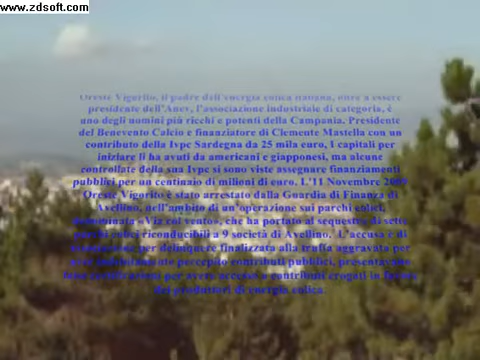 www.zdsoft.com
Oreste Vigorito, il padre dell'energia eolica italiana, oltre a essere
presidente dell'Anev, l'associazione industriale di categoria, è
uno degli uomini più ricchi e potenti della Campania. Presidente
del Benevento Calcio e finanziatore di Clemente Mastella con un
contributo della Ivpc Sardegna da 25 mila euro, I capitali per
iniziare li ha avuti da americani e giapponesi, ma alcune
controllate della sua Ivpc si sono viste assegnare finanziamenti
pubblici per un centinaio di milioni di euro. L'11 Novembre 2009
Oreste Vigorito è stato arrestato dalla Guardia di Finanza di
Avellino, nell'ambito di un'operazione sui parchi eolici,
denominata «Via col vento», che ha portato al sequestro di sette
parchi eolici riconducibili a 9 società di Avellino. L'accusa è di
associazione per delinquere finalizzata alla truffa aggravata per
aver indebitamente percepito contributi pubblici, presentavano
false certificazioni per avere accesso a contributi erogati in favore
dei produttori di energia eolica.